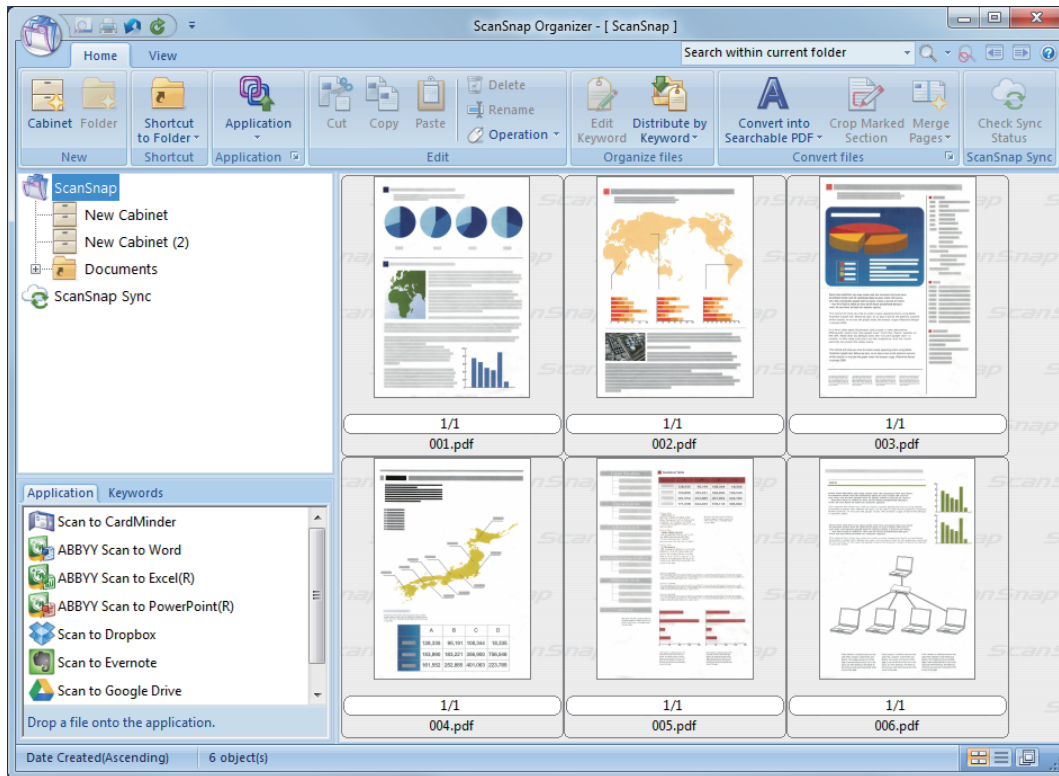 ScanSnap Organizer - [ ScanSnap ]
Home View Search within current folder
Cabinet Folder Shortcut to Folder Application Cut Copy Paste Delete Rename Operation Edit Keyword Distribute by Keyword Convert into Searchable PDF Crop Marked Section Merge Pages Check Sync Status
New Shortcut Application Edit Organize files Convert files ScanSnap Sync
ScanSnap
New Cabinet
New Cabinet (2)
Documents
ScanSnap Sync
1/1 1/1 1/1
001.pdf 002.pdf 003.pdf
Application Keywords
Scan to CardMinder
ABBYY Scan to Word
ABBYY Scan to Excel(R)
ABBYY Scan to PowerPoint(R)
Scan to Dropbox
Scan to Evernote
Scan to Google Drive
Drop a file onto the application.
A B C D
1/1 1/1 1/1
004.pdf 005.pdf 006.pdf
Date Created(Ascending) 6 object(s)